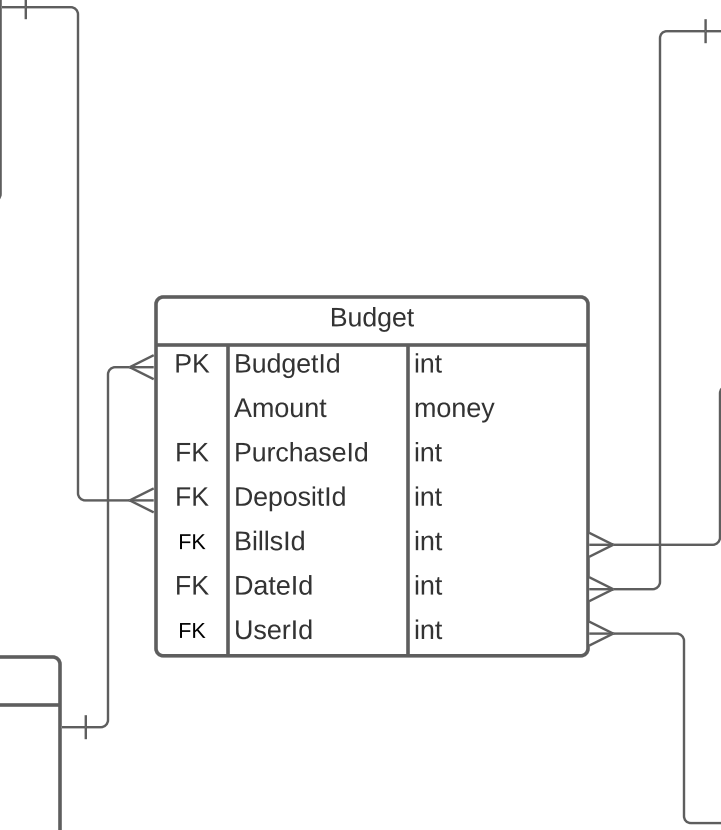 Budget
PK BudgetId int
Amount money
FK PurchaseId int
FK DepositId int
FK BillsId int
FK DateId int
FK UserId int